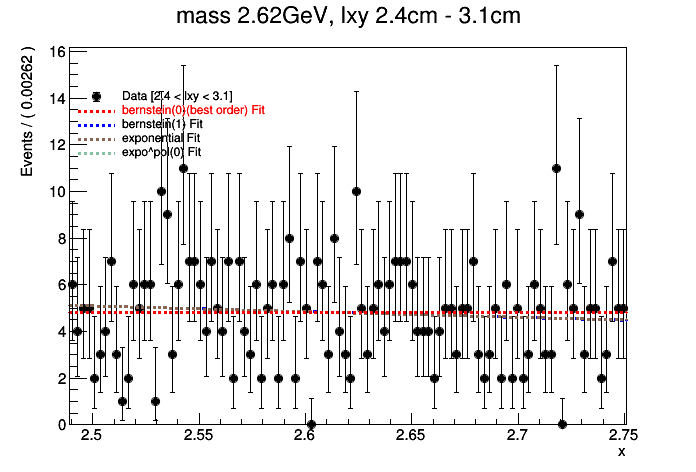 mass 2.62GeV, lxy 2.4cm - 3.1cm
Events / ( 0.00262 )
16
14
12
10
8
6
4
2
0
Data [2.4 < lxy < 3.1]
bernstein(0)(best order) Fit
bernstein(1) Fit
exponential Fit
expo^pol(0) Fit
2.5 2.55 2.6 2.65 2.7 2.75
x